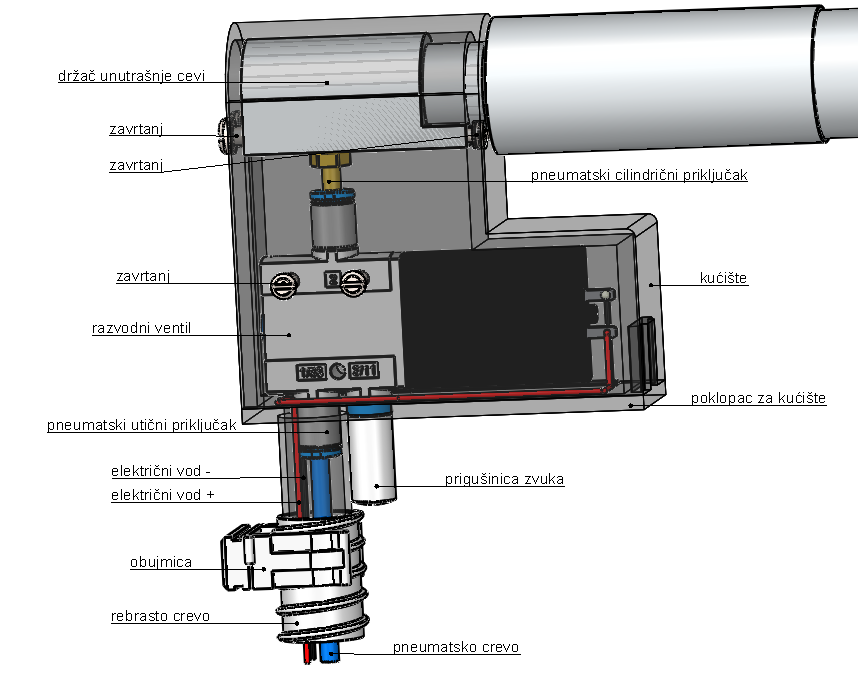 držač unutrašnje cevi
zavrtanj
zavrtanj
pneumatski cilindrični priključak
zavrtanj
kućište
razvodni ventil
poklopac za kućište
pneumatski utični priključak
električni vod -
prigušinica zvuka
električni vod +
obujmica
rebrasto crevo
pneumatsko crevo